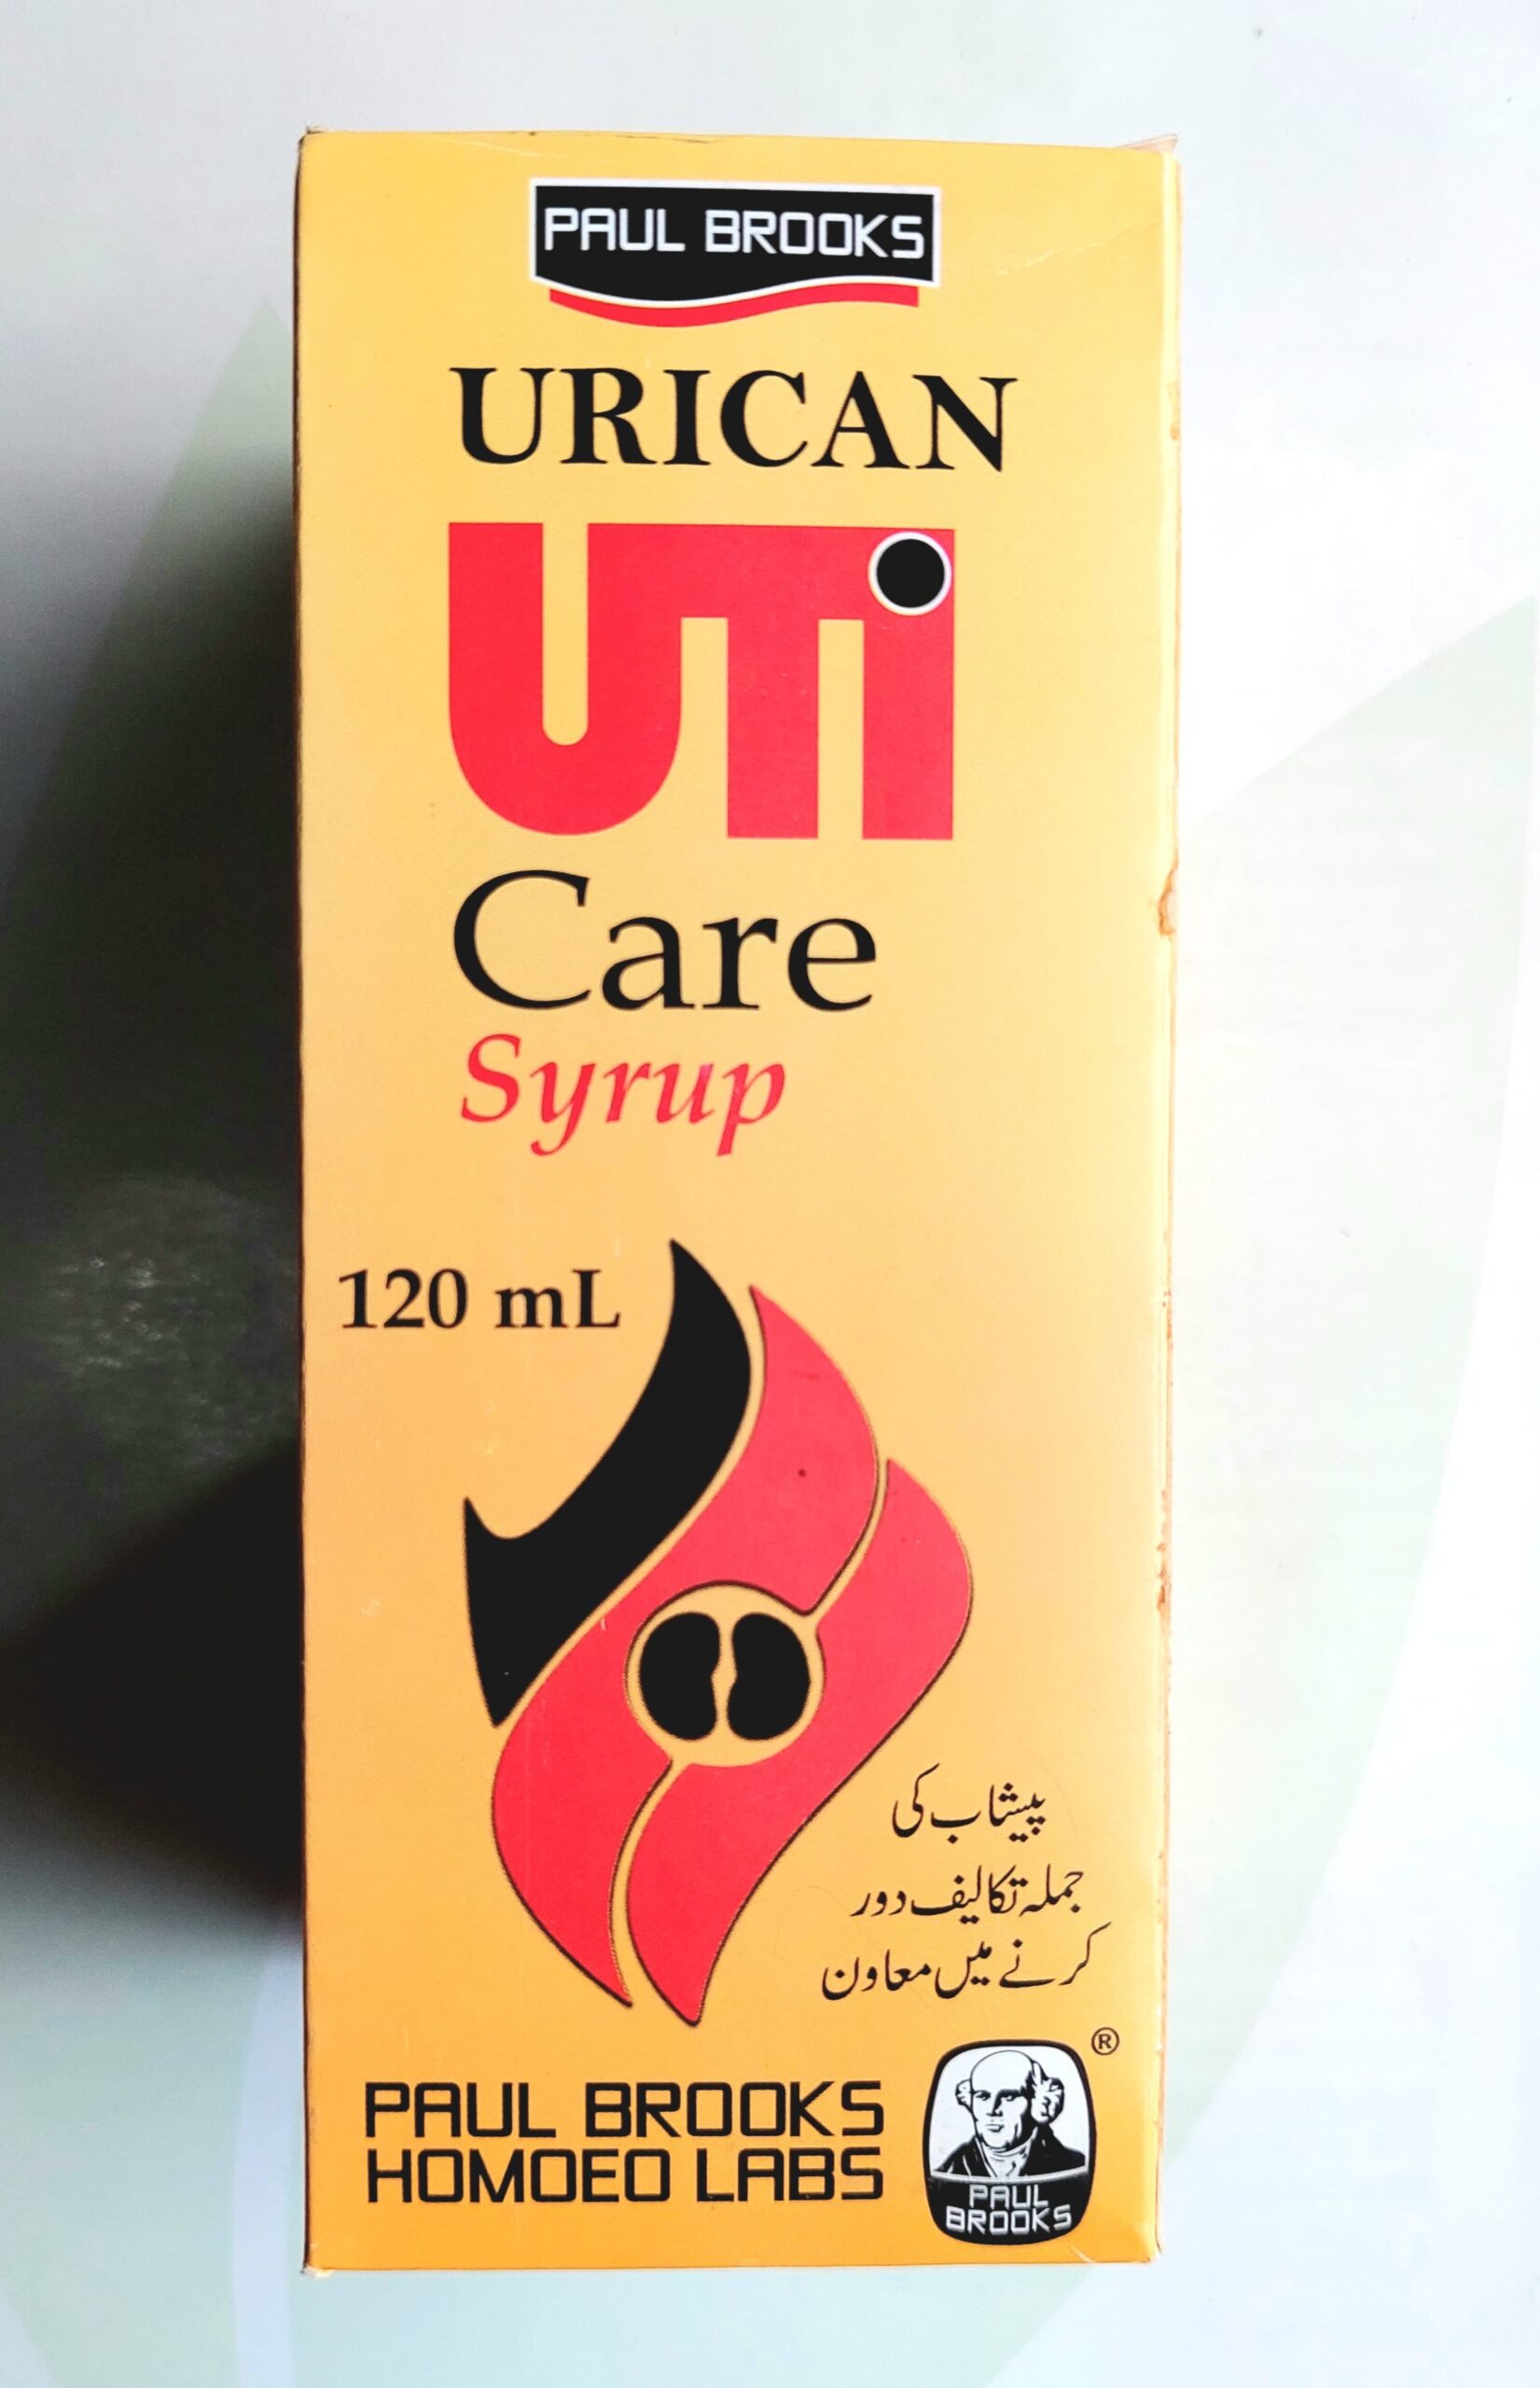 PAUL BROOKS
URICAN
UTi
Care
Syrup
120 mL
پیشاب کی
جملہ تکالیف دور
کرنے میں معاون
PAUL BROOKS
HOMOEO LABS
®
PAUL
BROOKS